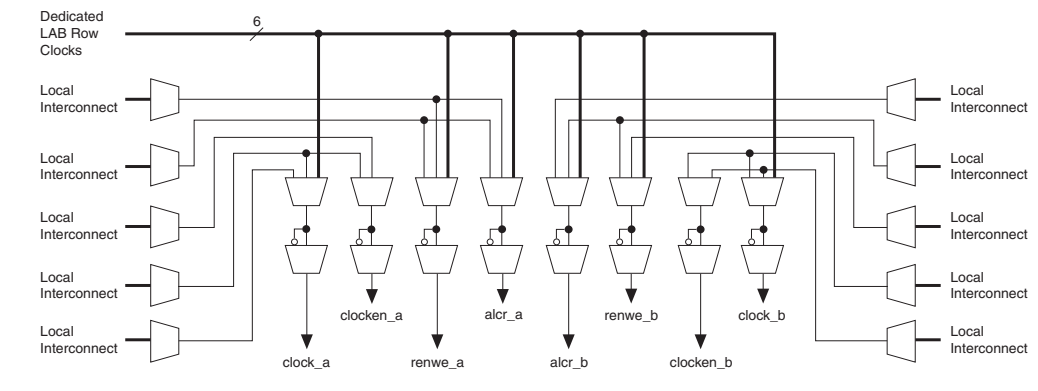 Dedicated
LAB Row
Clocks
6
Local
Interconnect
Local
Interconnect
Local
Interconnect
Local
Interconnect
Local
Interconnect
Local
Interconnect
Local
Interconnect
Local
Interconnect
Local
Interconnect
Local
Interconnect
clocken_a
alcr_a
renwe_b
clock_b
clock_a
renwe_a
alcr_b
clocken_b